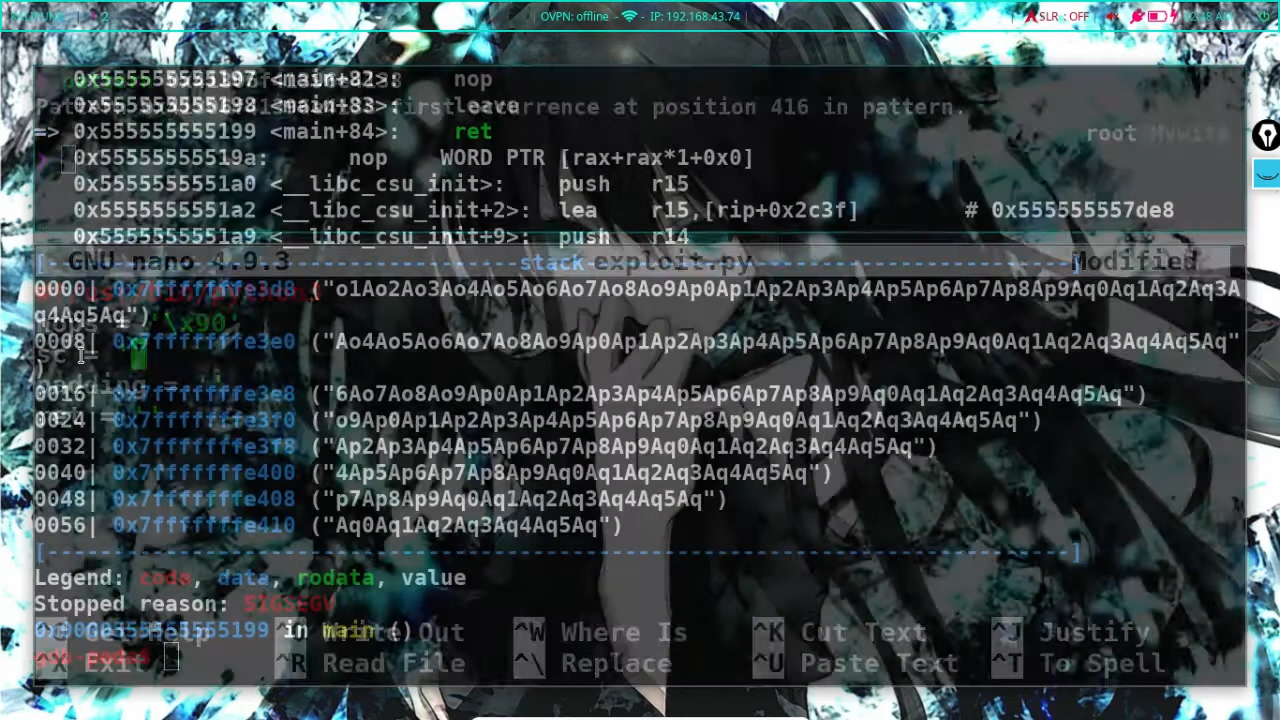 OVPN: offline - - IP: 192.168.43.74
SLR : OFF
0x555555555197 <main+82>: nop
0x555555555198 <main+83>: leave
first occurrence at position 416 in pattern.
=> 0x555555555199 <main+84>: ret
root
0x55555555519a: nop WORD PTR [rax+rax*1+0x0]
0x5555555551a0 <__libc_csu_init>: push r15
0x5555555551a2 <__libc_csu_init+2>: lea r15,[rip+0x2c3f] # 0x555555557de8
0x5555555551a9 <__libc_csu_init+9>: push r14
GNU nano 4.9.3 exploit.py Modified
[------------------------------------stack-------------------------------------]
0000| 0x7fffffffe3d8 ("o1Ao2Ao3Ao4Ao5Ao6Ao7Ao8Ao9Ap0Ap1Ap2Ap3Ap4Ap5Ap6Ap7Ap8Ap9Aq0Aq1Aq2Aq3A
q4Aq5Aq")
'\x90'
0008| 0x7fffffffe3e0 ("Ao4Ao5Ao6Ao7Ao8Ao9Ap0Ap1Ap2Ap3Ap4Ap5Ap6Ap7Ap8Ap9Aq0Aq1Aq2Aq3Aq4Aq5Aq"
)
0016| 0x7fffffffe3e8 ("6Ao7Ao8Ao9Ap0Ap1Ap2Ap3Ap4Ap5Ap6Ap7Ap8Ap9Aq0Aq1Aq2Aq3Aq4Aq5Aq")
0024| 0x7fffffffe3f0 ("o9Ap0Ap1Ap2Ap3Ap4Ap5Ap6Ap7Ap8Ap9Aq0Aq1Aq2Aq3Aq4Aq5Aq")
0032| 0x7fffffffe3f8 ("Ap2Ap3Ap4Ap5Ap6Ap7Ap8Ap9Aq0Aq1Aq2Aq3Aq4Aq5Aq")
0040| 0x7fffffffe400 ("4Ap5Ap6Ap7Ap8Ap9Aq0Aq1Aq2Aq3Aq4Aq5Aq")
0048| 0x7fffffffe408 ("p7Ap8Ap9Aq0Aq1Aq2Aq3Aq4Aq5Aq")
0056| 0x7fffffffe410 ("Aq0Aq1Aq2Aq3Aq4Aq5Aq")
[------------------------------------------------------------------------------]
Legend: code, data, rodata, value
Stopped reason: SIGSEGV
0x0000555555555199 in main ()
^G Get Help ^O Write Out ^W Where Is ^K Cut Text ^J Justify
^X Exit ^R Read File ^\ Replace ^U Paste Text ^T To Spell